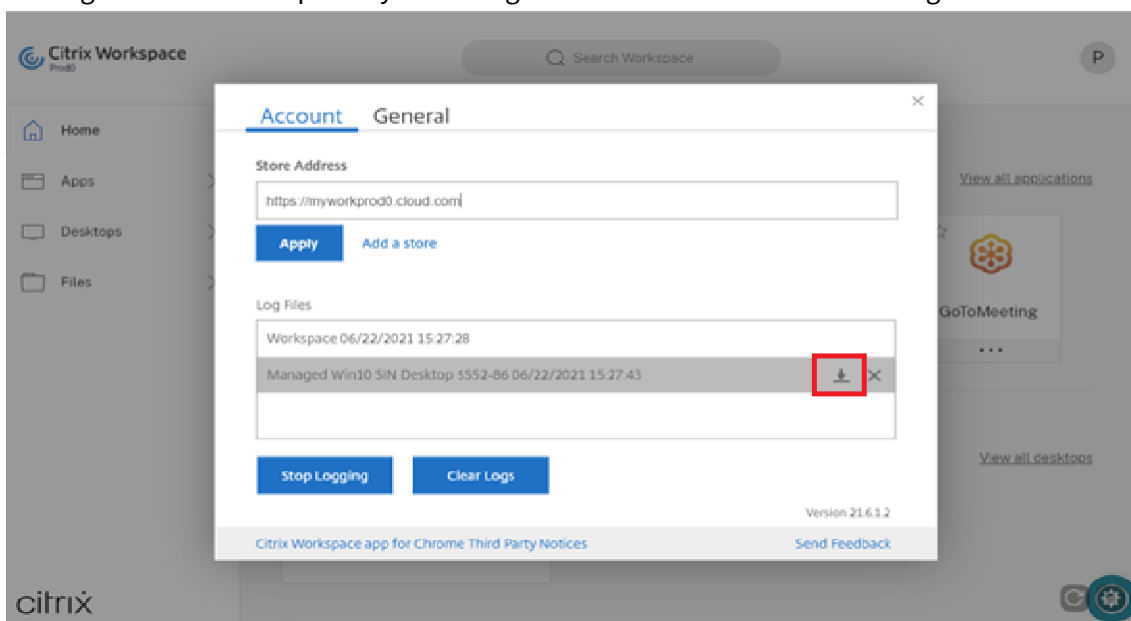 Citrix Workspace
Prod0
Search Workspace
P
Account General
Home
Store Address
Apps
View all applications
https://myworkprod0.cloud.com
Desktops
Apply Add a store
Files
Log Files
GoToMeeting
Workspace 06/22/2021 15:27:28
Managed Win10 SIN Desktop $S52-86 06/22/2021 15:27:43
View all desktops
Stop Logging Clear Logs
Version 21.6.1.2
Citrix Workspace app for Chrome Third Party Notices Send Feedback
citrix